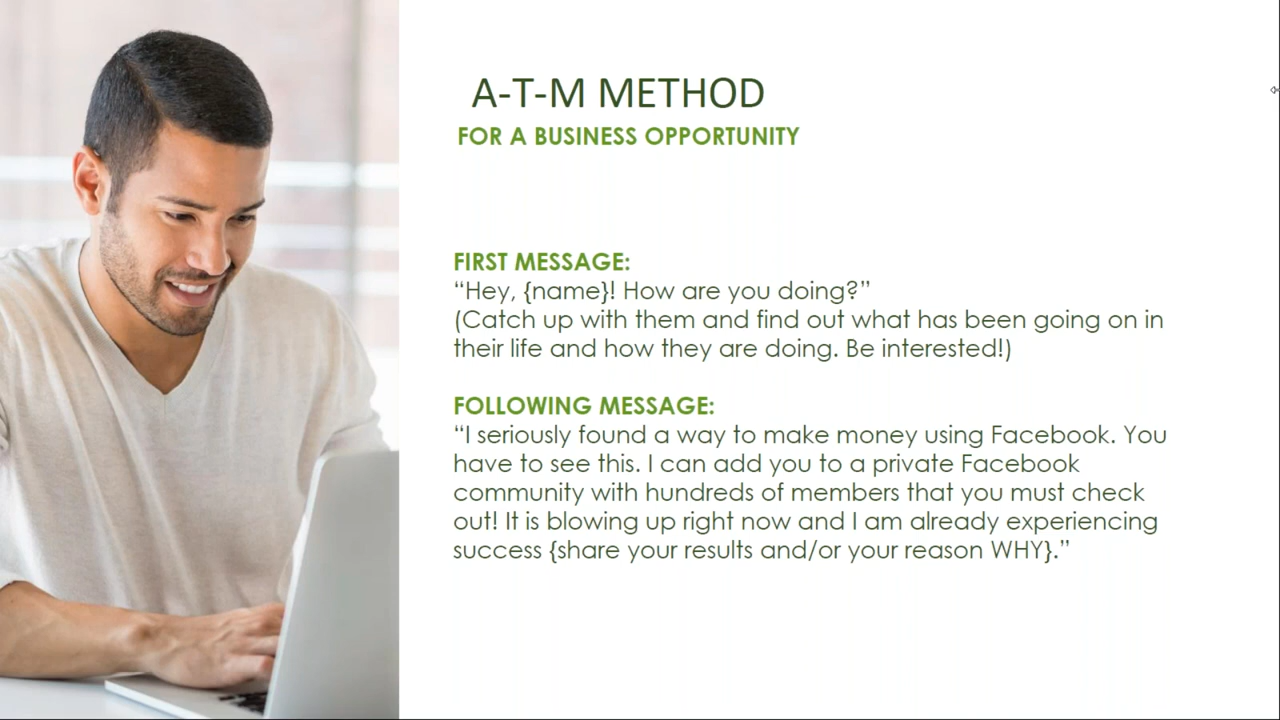 A-T-M METHOD
FOR A BUSINESS OPPORTUNITY
FIRST MESSAGE:
“Hey, {name}! How are you doing?”
(Catch up with them and find out what has been going on in
their life and how they are doing. Be interested!)
FOLLOWING MESSAGE:
“I seriously found a way to make money using Facebook. You
have to see this. I can add you to a private Facebook
community with hundreds of members that you must check
out! It is blowing up right now and I am already experiencing
success {share your results and/or your reason WHY}.”